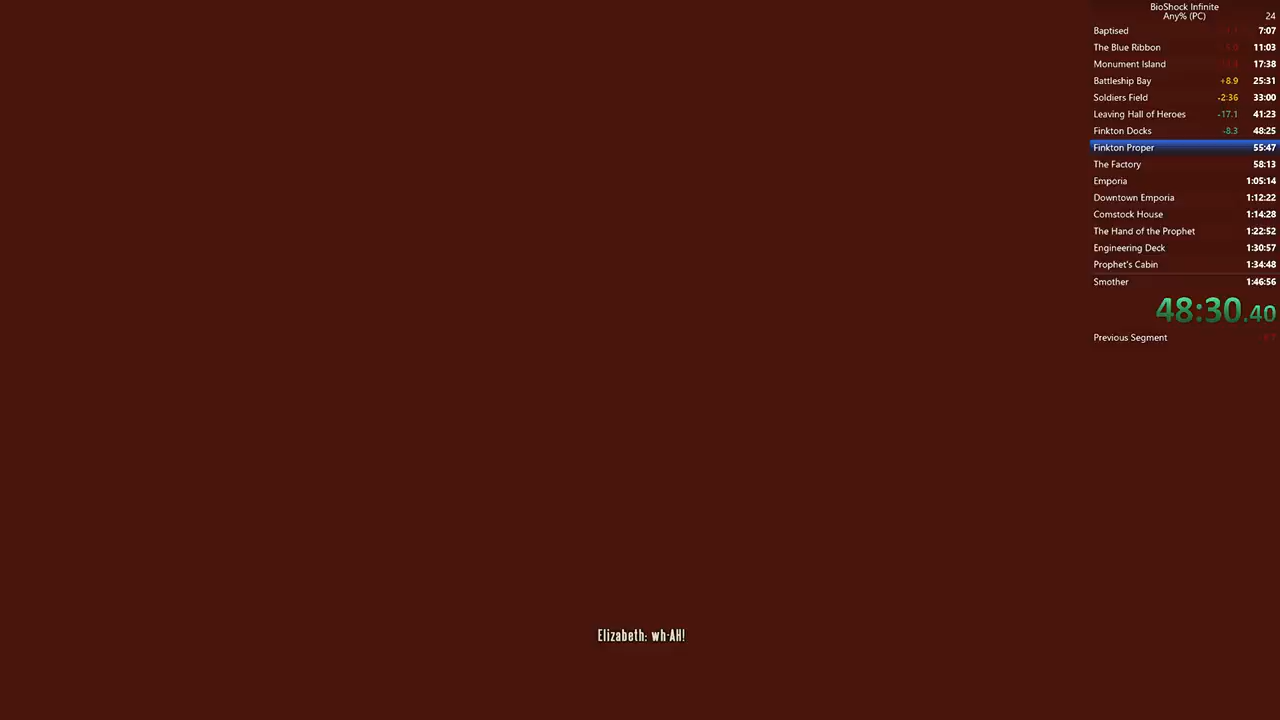 BioShock Infinite
Any% (PC) 24
Baptised 7:07
The Blue Ribbon 11:03
Monument Island 17:38
Battleship Bay +8.9 25:31
Soldiers Field -2:36 33:00
Leaving Hall of Heroes -17.1 41:23
Finkton Docks -8.3 48:25
Finkton Proper 55:47
The Factory 58:13
Emporia 1:05:14
Downtown Emporia 1:12:22
Comstock House 1:14:28
The Hand of the Prophet 1:22:52
Engineering Deck 1:30:57
Prophet's Cabin 1:34:48
Smother 1:46:56
48:30.40
Previous Segment
Elizabeth: wh-AH!